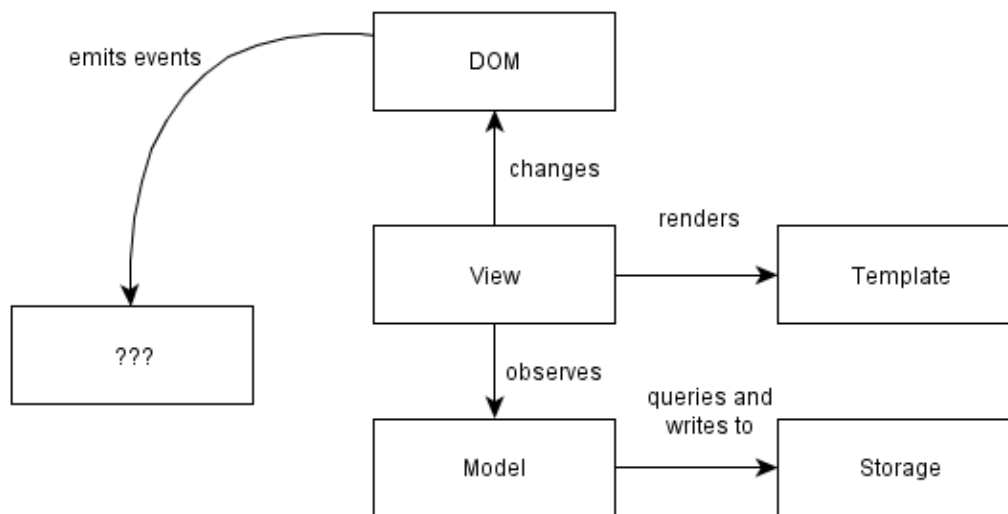 emits events
DOM
changes
renders
View
Template
???
observes
queries and
writes to
Model
Storage